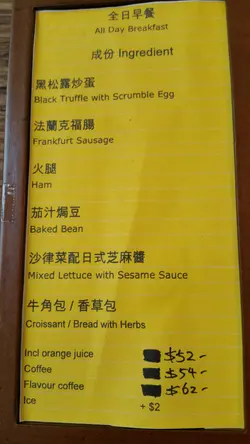 全日早餐
All Day Breakfast
成份 Ingredient
黑松露炒蛋
Black Truffle with Scrumble Egg
法蘭克福腸
Frankfurt Sausage
火腿
Ham
茄汁焗豆
Baked Bean
沙律菜配日式芝麻醬
Mixed Lettuce with Sesame Sauce
牛角包 / 香草包
Croissant / Bread with Herbs
Incl orange juice $52-
Coffee $54-
Flavour coffee $62-
Ice + $2